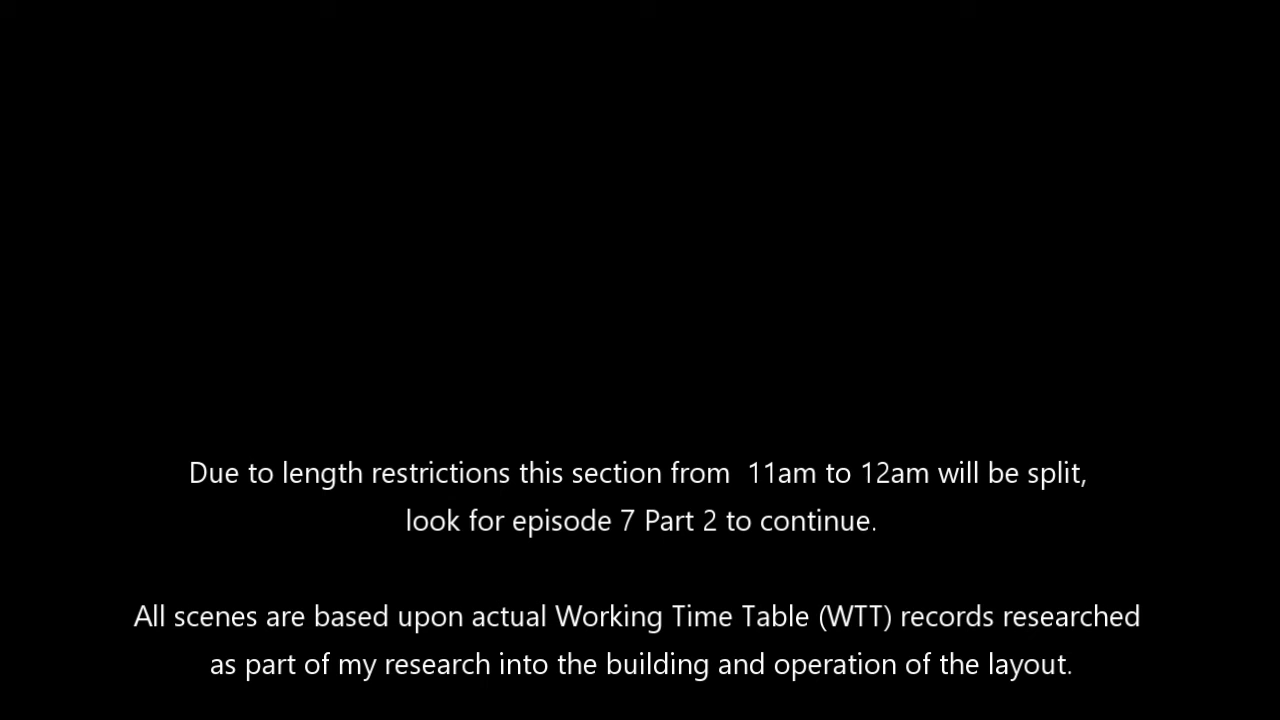 Due to length restrictions this section from  11am to 12am will be split,
look for episode 7 Part 2 to continue.
All scenes are based upon actual Working Time Table (WTT) records researched
as part of my research into the building and operation of the layout.